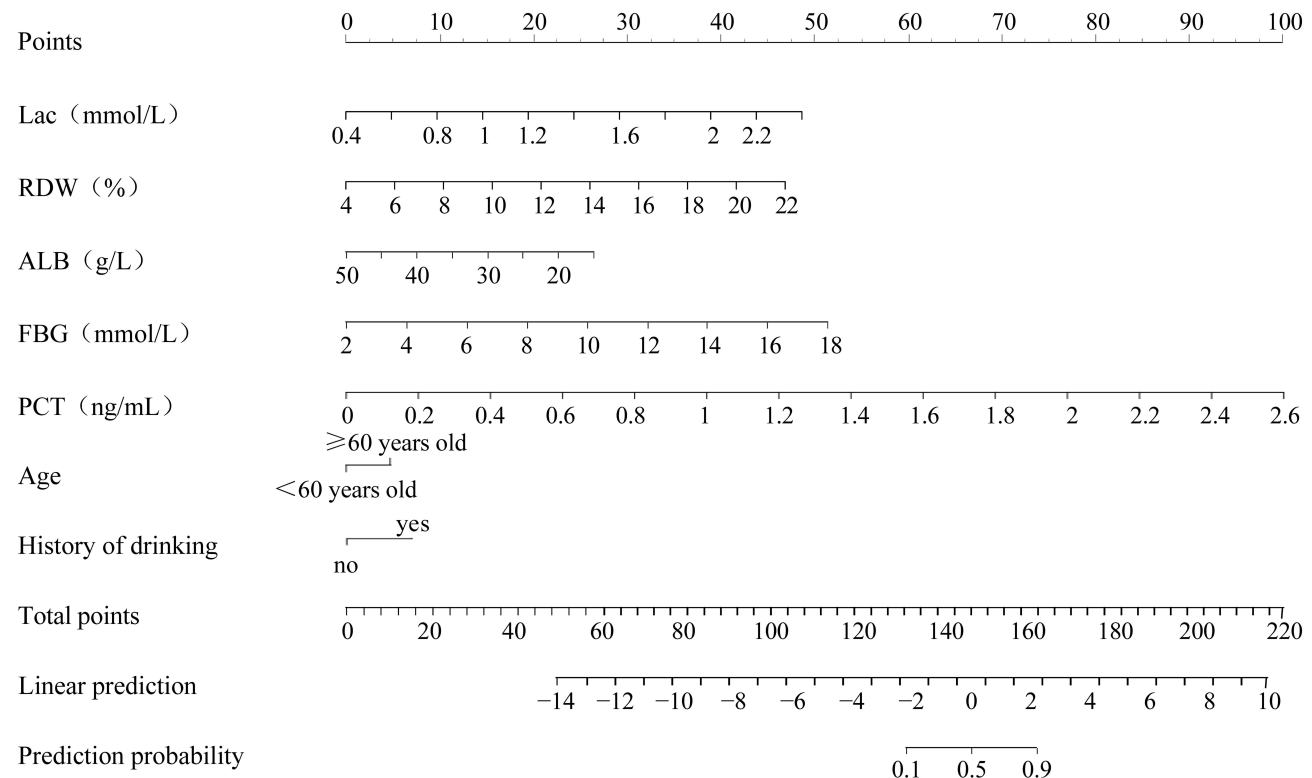 0 10 20 30 40 50 60 70 80 90 100
Points
Lac（mmol/L）
0.4 0.8 1 1.2 1.6 2 2.2
RDW（%）
4 6 8 10 12 14 16 18 20 22
ALB（g/L）
50 40 30 20
FBG（mmol/L）
2 4 6 8 10 12 14 16 18
PCT（ng/mL）
0 0.2 0.4 0.6 0.8 1 1.2 1.4 1.6 1.8 2 2.2 2.4 2.6
⩾60 years old
Age
＜60 years old
yes
History of drinking
no
Total points
0 20 40 60 80 100 120 140 160 180 200 220
Linear prediction
−14 −12 −10 −8 −6 −4 −2 0 2 4 6 8 10
Prediction probability
0.1 0.5 0.9